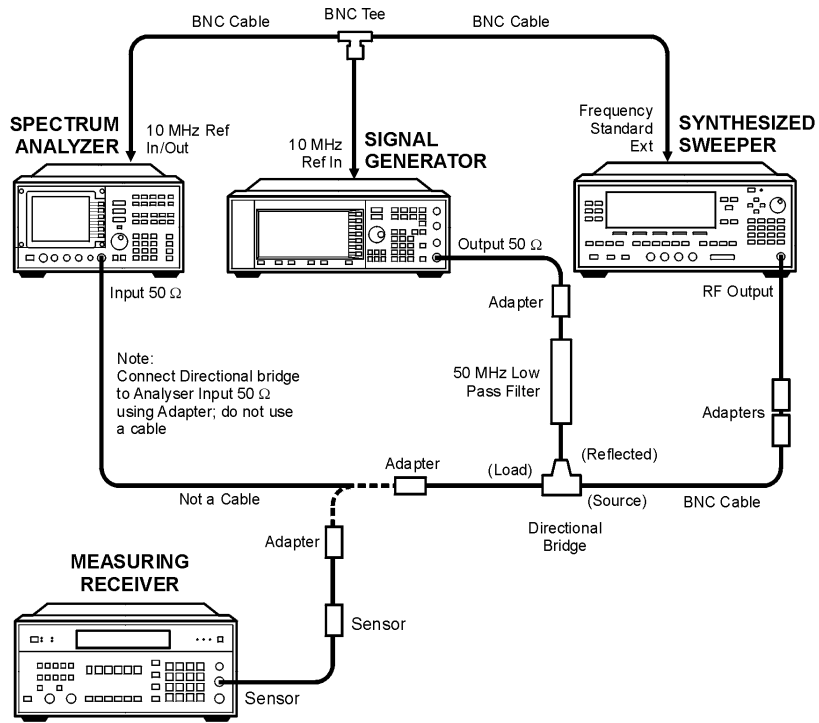 BNC Tee
BNC Cable
BNC Cable
SPECTRUM
ANALYZER
10 MHz Ref
In/Out
10 MHz
Ref In
SIGNAL
GENERATOR
Frequency
Standard
Ext
SYNTHESIZED
SWEEPER
Output 50 Ω
Input 50 Ω
RF Output
Adapter
Note:
Connect Directional bridge
to Analyser Input 50 Ω
using Adapter; do not use
a cable
50 MHz Low
Pass Filter
Adapters
Adapter
(Load)
(Reflected)
Not a Cable
(Source)
BNC Cable
Directional
Bridge
Adapter
MEASURING
RECEIVER
Sensor
Sensor